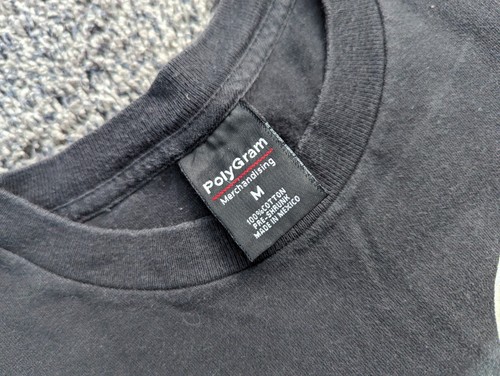 PolyGram
Merchandising
M
100%COTTON
PRE-SHRUNK
MADE IN MEXICO